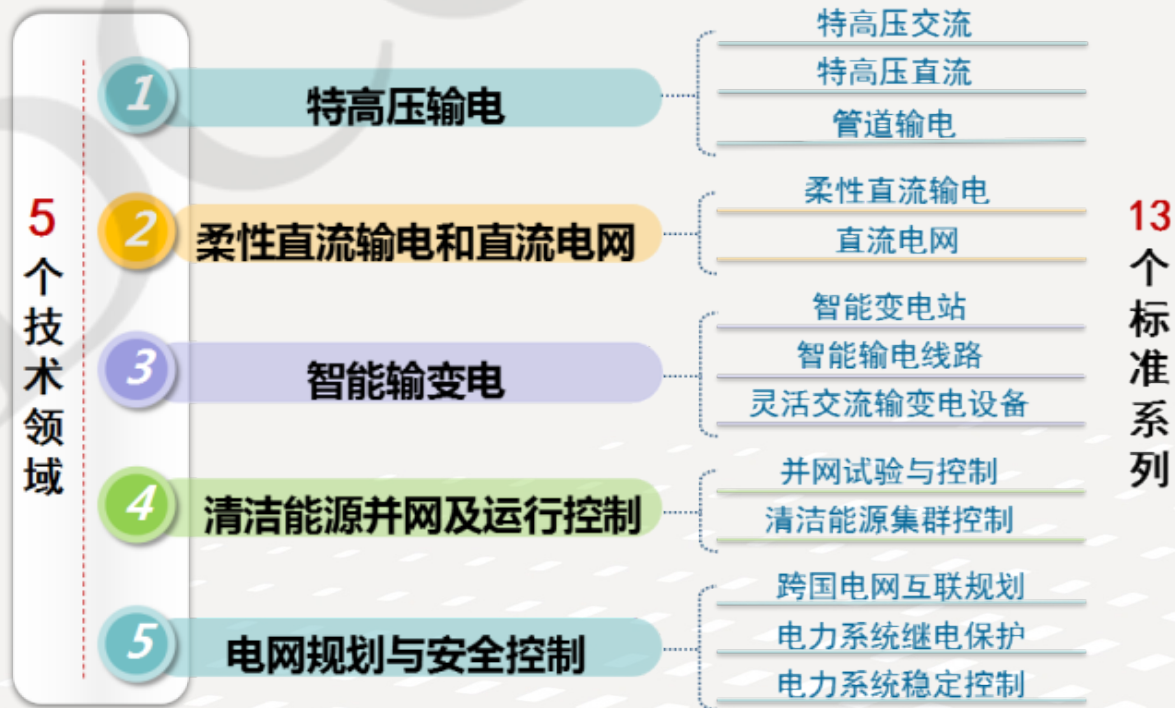 5个技术领域
1
特高压输电
特高压交流
特高压直流
管道输电
2
柔性直流输电和直流电网
柔性直流输电
直流电网
3
智能输变电
智能变电站
智能输电线路
灵活交流输变电设备
4
清洁能源并网及运行控制
并网试验与控制
清洁能源集群控制
5
电网规划与安全控制
跨国电网互联规划
电力系统继电保护
电力系统稳定控制
13个标准系列